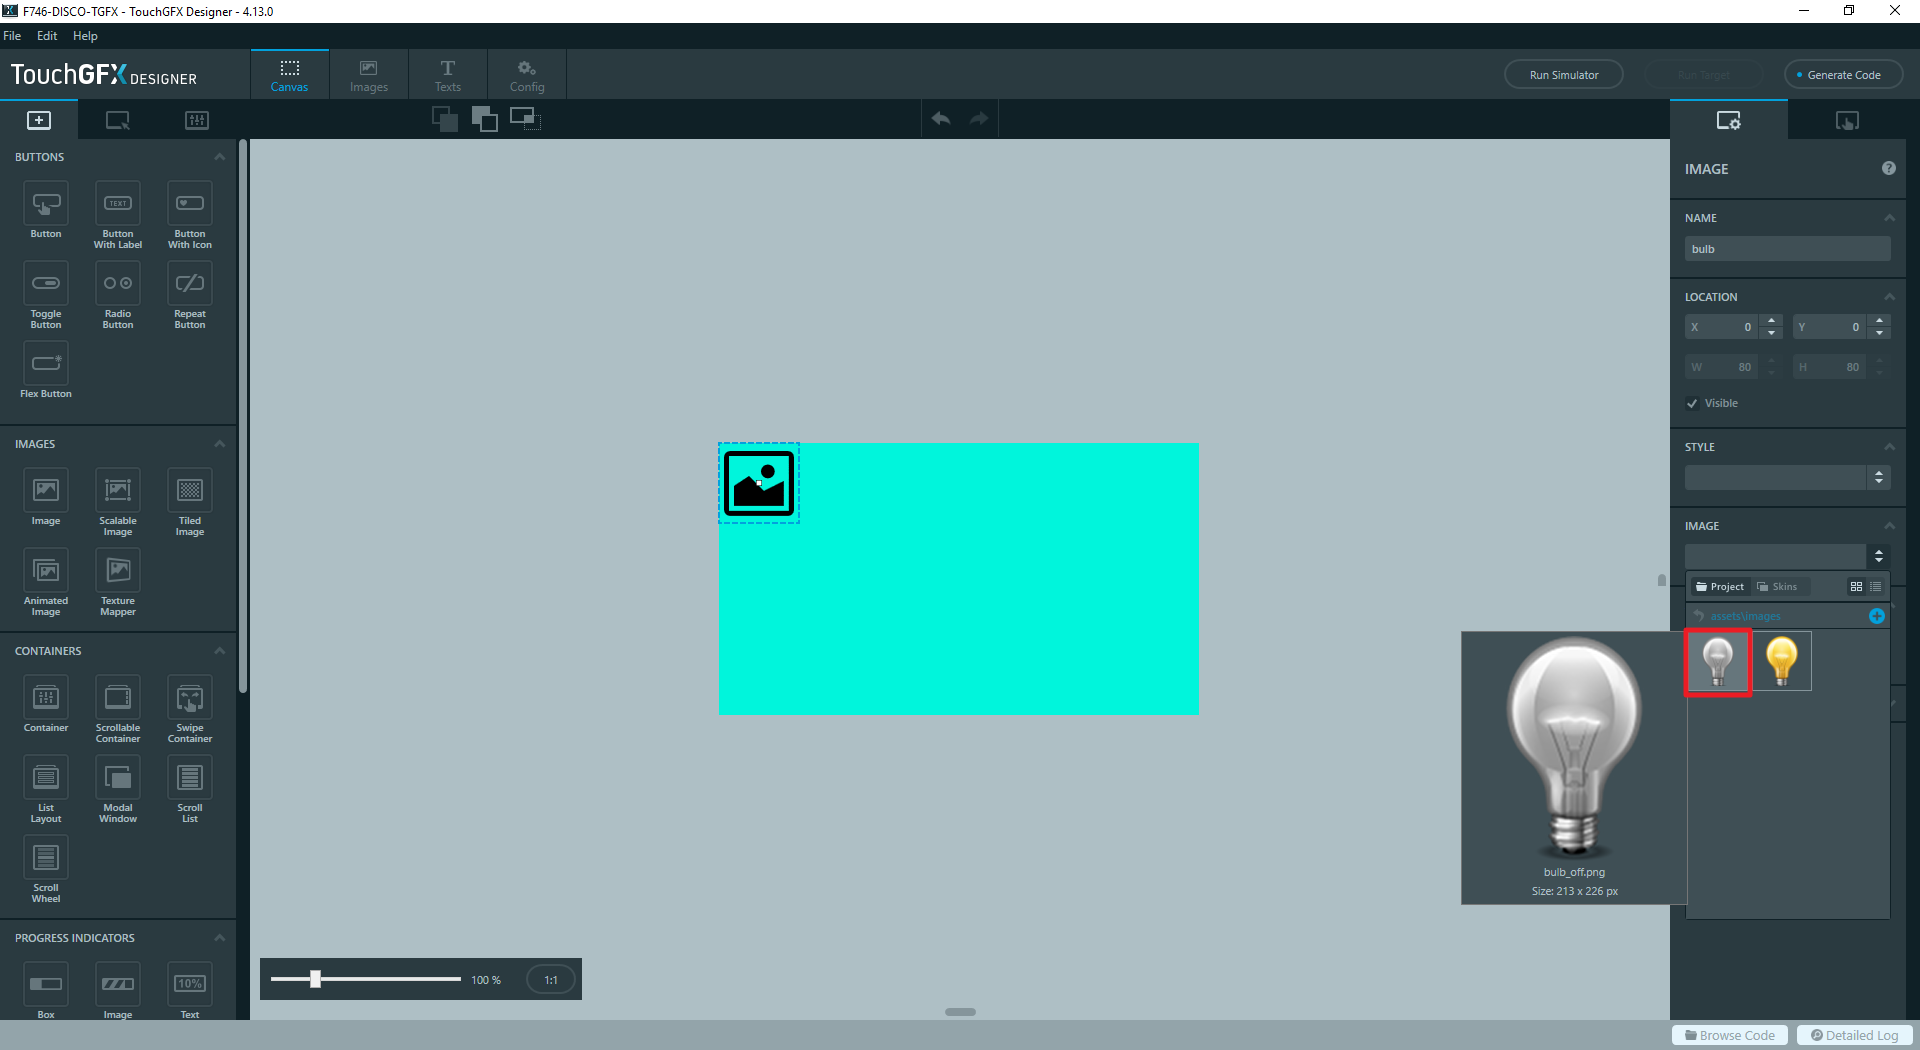 F746-DISCO-TGFX - TouchGFX Designer - 4.13.0
File Edit Help
TouchGFX DESIGNER
Canvas
Images
Texts
Config
Run Simulator
Run Target
Generate Code
BUTTONS
Button
Button With Label
Button With Icon
Toggle Button
Radio Button
Repeat Button
Flex Button
IMAGES
Image
Scalable Image
Tiled Image
Animated Image
Texture Mapper
CONTAINERS
Container
Scrollable Container
Swipe Container
List Layout
Modal Window
Scroll List
Scroll Wheel
PROGRESS INDICATORS
10%
Box
Image
Text
100 %
1:1
IMAGE
NAME
bulb
LOCATION
X 0 Y 0
W 80 H 80
Visible
STYLE
IMAGE
Project Skins
assets\images
bulb_off.png
Size: 213 x 226 px
Browse Code
Detailed Log
TEXT